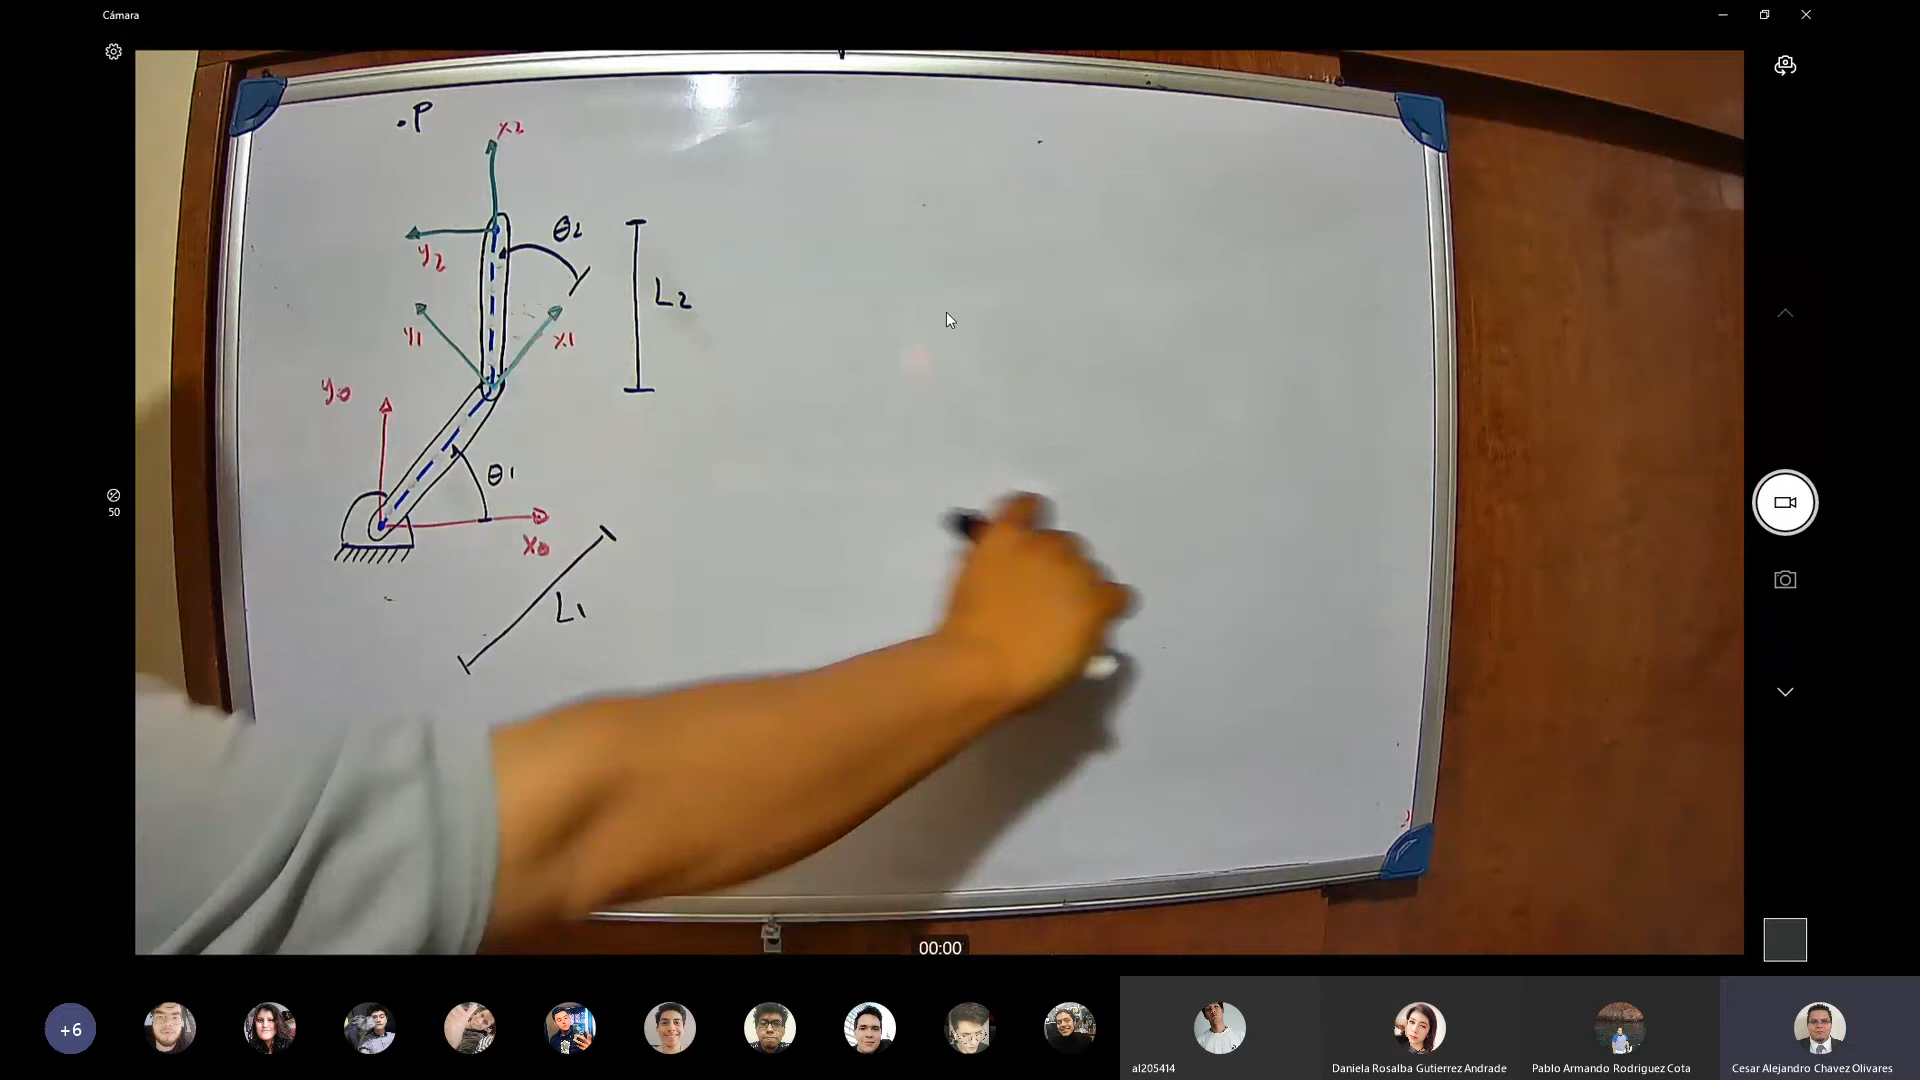 Cámara
.P
x2
y2
θ2
L2
y1
x1
y0
θ1
x0
L1
50
00:00
+6
al205414
Daniela Rosalba Gutierrez Andrade
Pablo Armando Rodriguez Cota
Cesar Alejandro Chavez Olivares